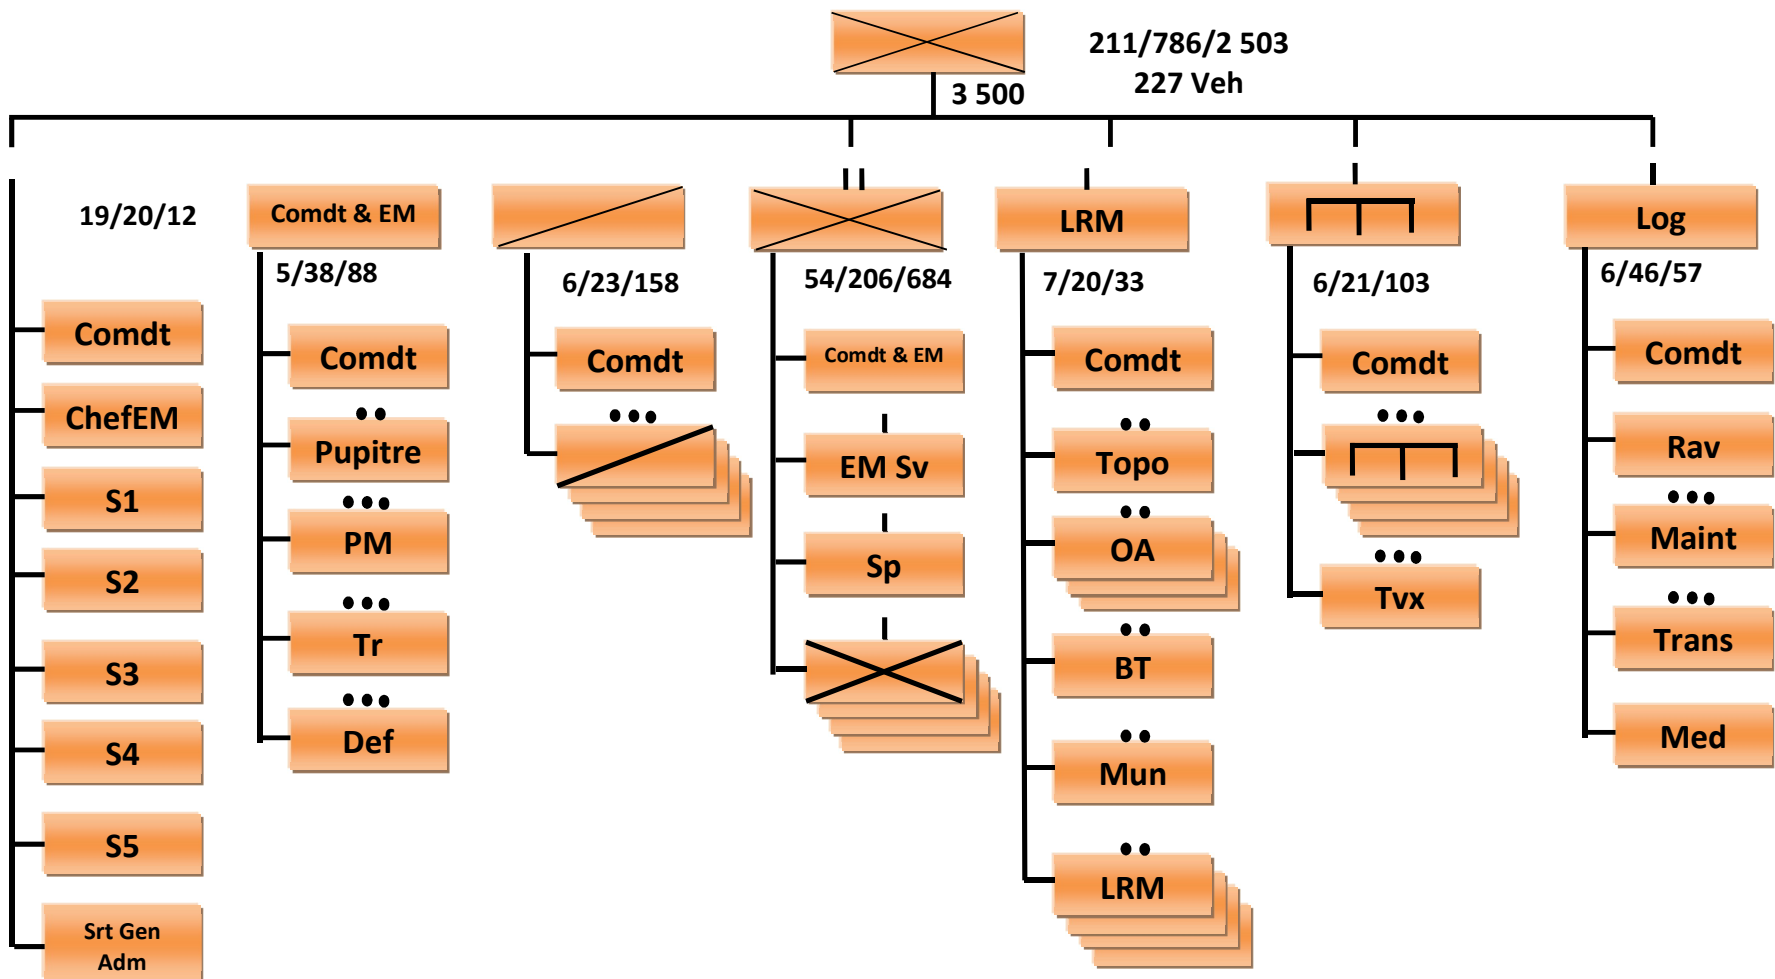 211/786/2 503
227 Veh
3 500
19/20/12
Comdt
ChefEM
S1
S2
S3
S4
S5
Srt Gen
Adm
Comdt & EM
5/38/88
Comdt
Pupitre
PM
Tr
Def
6/23/158
Comdt
54/206/684
Comdt & EM
EM Sv
Sp
LRM
7/20/33
Comdt
Topo
OA
BT
Mun
LRM
6/21/103
Comdt
Tvx
Log
6/46/57
Comdt
Rav
Maint
Trans
Med